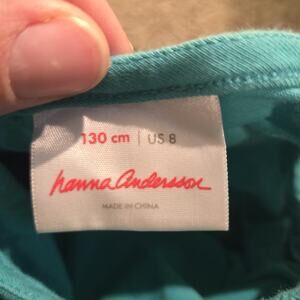 130 cm | US 8
hanna andersson
MADE IN CHINA